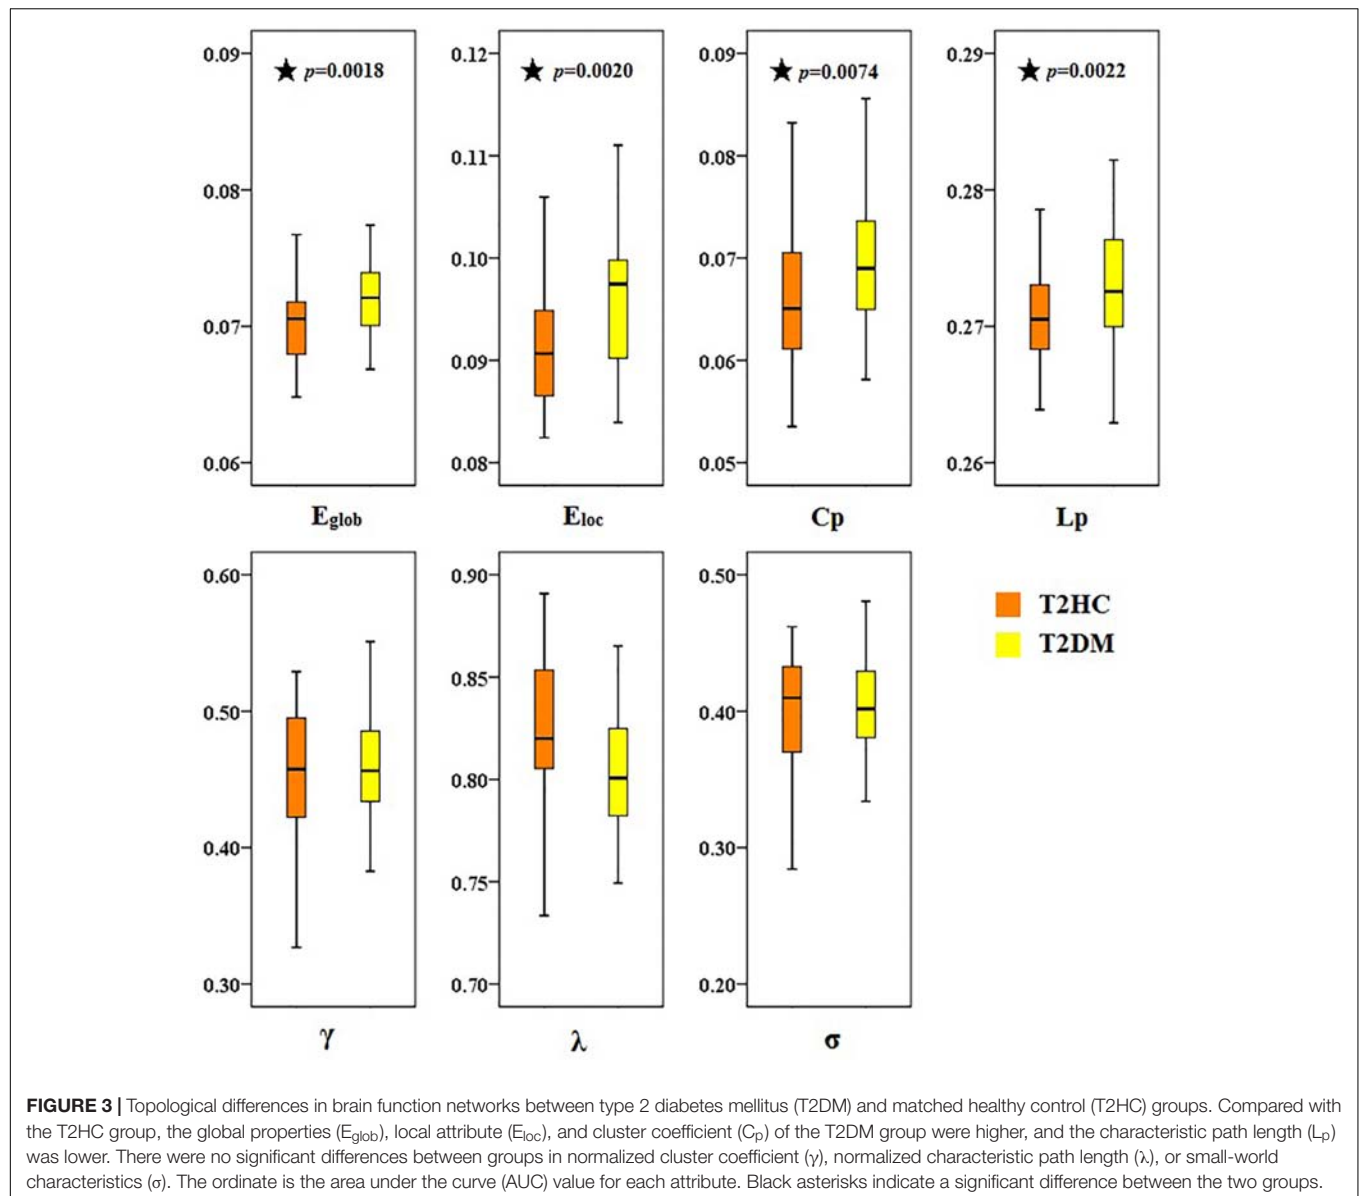 0.09 0.12 0.09 0.29
★ p=0.0018 ★ p=0.0020 ★ p=0.0074 ★ p=0.0022
0.11 0.08
0.08 0.28
0.10 0.07
0.07 0.27
0.09 0.06
0.06 0.08 0.05 0.26
Eglob Eloc Cp Lp
0.60 0.90 0.50
T2HC
T2DM
0.85
0.50 0.40
0.80
0.40 0.30
0.75
0.30 0.70 0.20
γ λ σ
FIGURE 3 | Topological differences in brain function networks between type 2 diabetes mellitus (T2DM) and matched healthy control (T2HC) groups. Compared with
the T2HC group, the global properties (Eglob), local attribute (Eloc), and cluster coefficient (Cp) of the T2DM group were higher, and the characteristic path length (Lp)
was lower. There were no significant differences between groups in normalized cluster coefficient (γ), normalized characteristic path length (λ), or small-world
characteristics (σ). The ordinate is the area under the curve (AUC) value for each attribute. Black asterisks indicate a significant difference between the two groups.